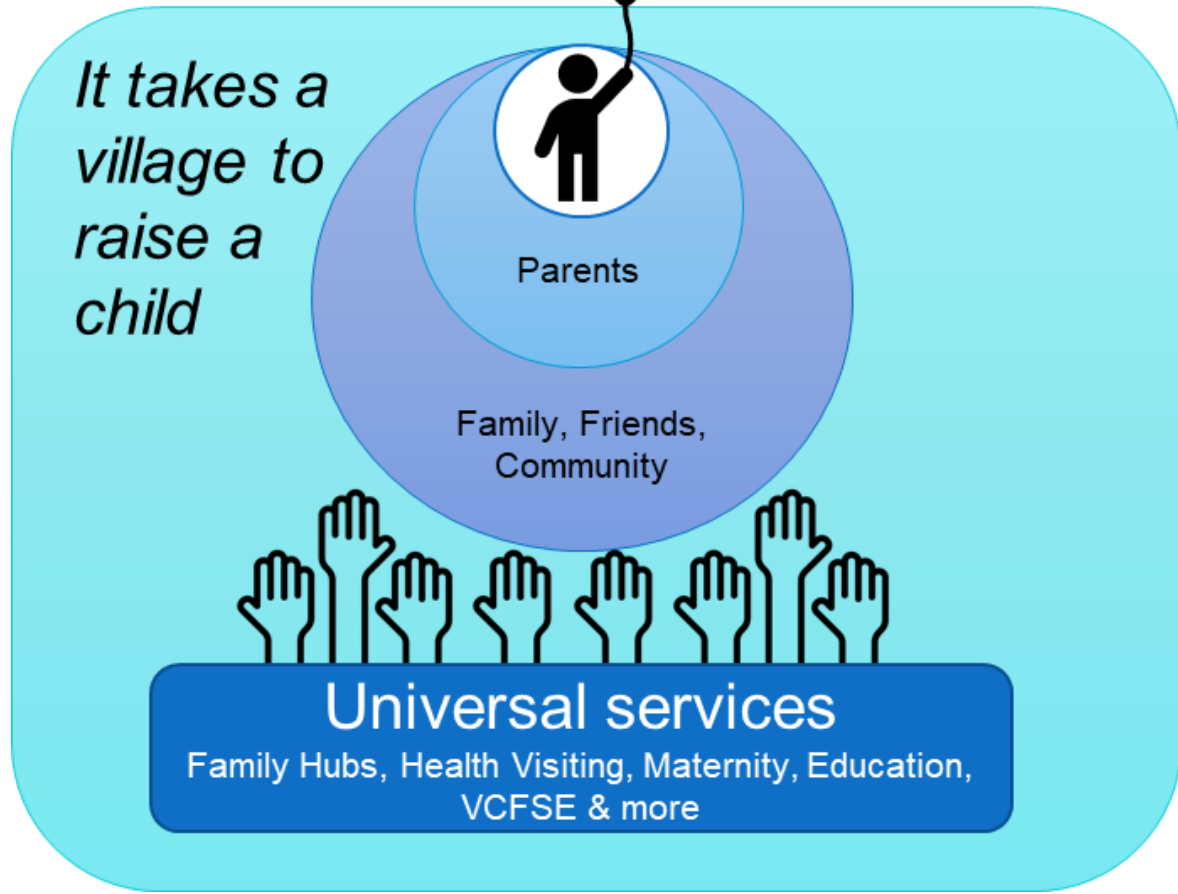 It takes a
village to
raise a
child
Parents
Family, Friends,
Community
Universal services
Family Hubs, Health Visiting, Maternity, Education,
VCFSE & more